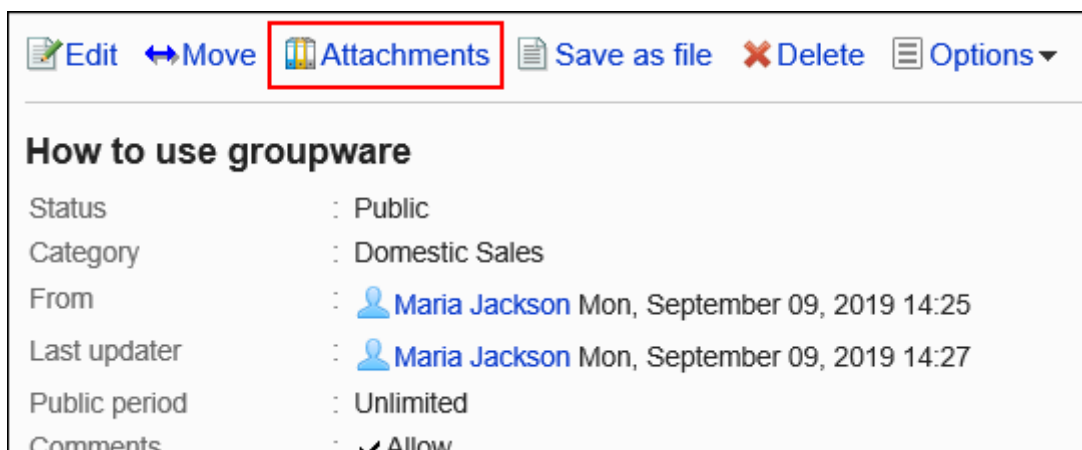 Edit Move Attachments Save as file Delete Options
How to use groupware
Status : Public
Category : Domestic Sales
From : Maria Jackson Mon, September 09, 2019 14:25
Last updater : Maria Jackson Mon, September 09, 2019 14:27
Public period : Unlimited
Comments : Allow